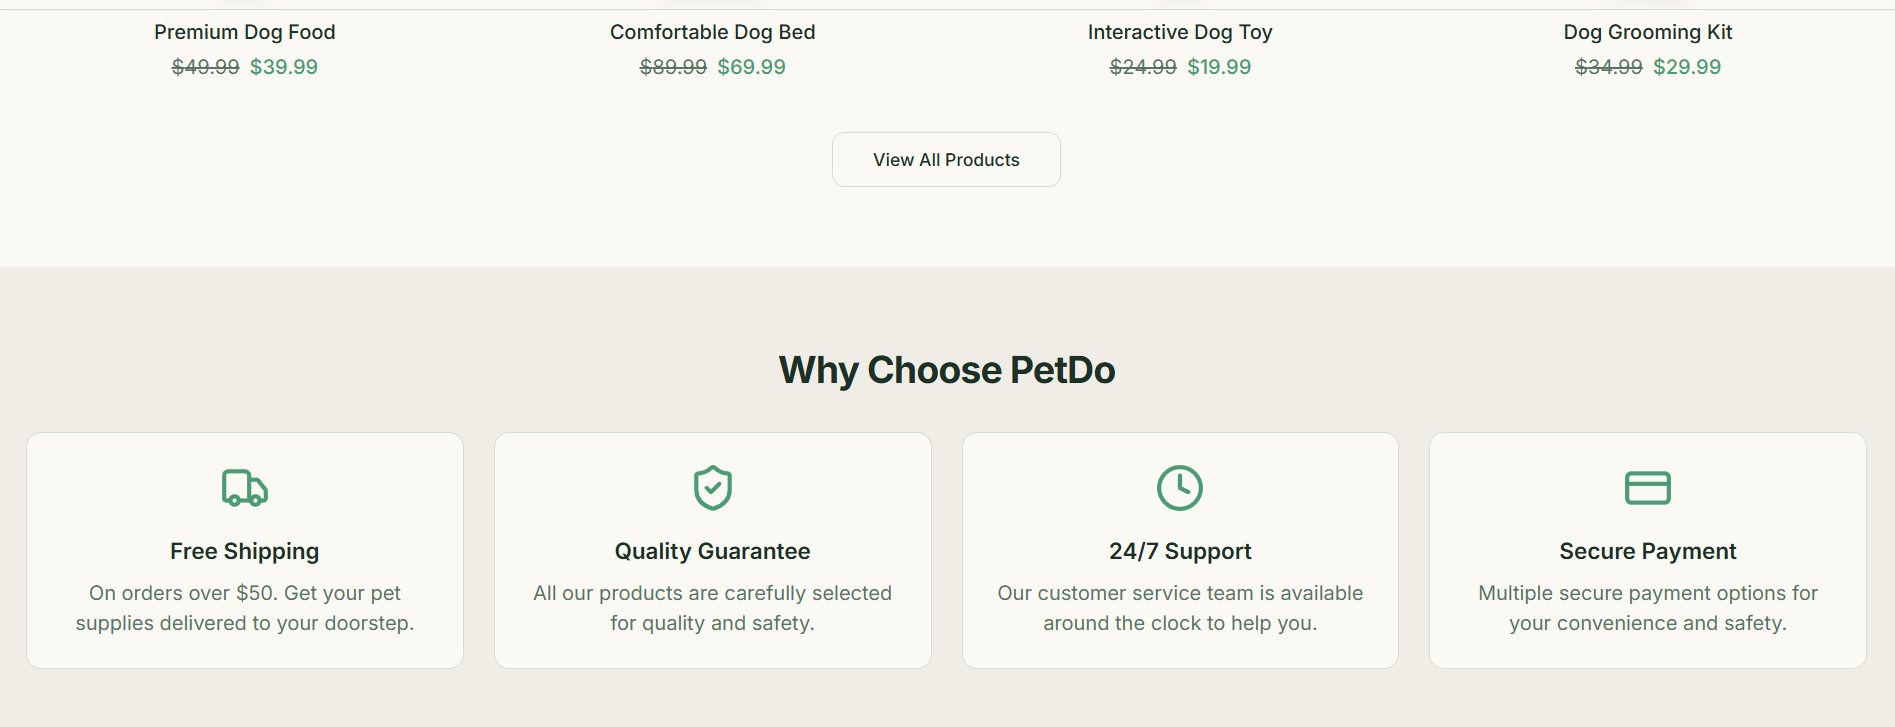 Premium Dog Food
$49.99 $39.99
Comfortable Dog Bed
$89.99 $69.99
Interactive Dog Toy
$24.99 $19.99
Dog Grooming Kit
$34.99 $29.99
View All Products
Why Choose PetDo
Free Shipping
On orders over $50. Get your pet
supplies delivered to your doorstep.
Quality Guarantee
All our products are carefully selected
for quality and safety.
24/7 Support
Our customer service team is available
around the clock to help you.
Secure Payment
Multiple secure payment options for
your convenience and safety.